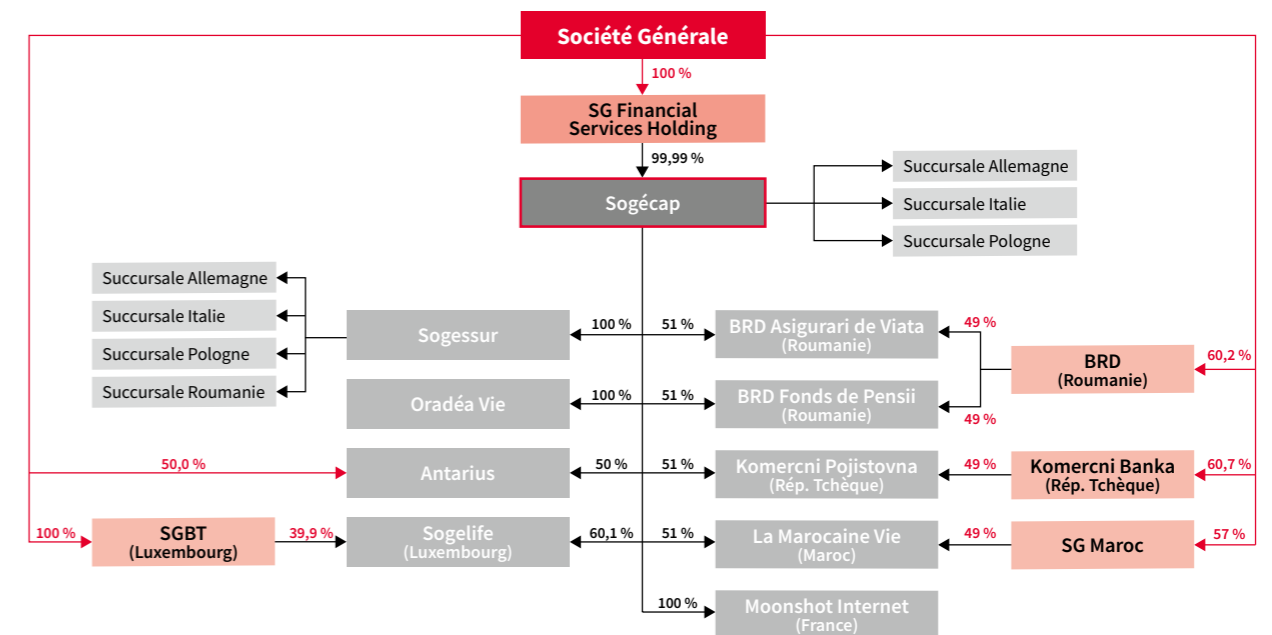 Société Générale
100 %
SG Financial
Services Holding
99,99 %
Sogécap
Succursale Allemagne
Succursale Italie
Succursale Pologne
Succursale Allemagne
Succursale Italie
Succursale Pologne
Succursale Roumanie
Sogessur
100 %
51 %
BRD Asigurari de Viata
(Roumanie)
49 %
BRD
(Roumanie)
60,2 %
Oradéa Vie
100 %
51 %
BRD Fonds de Pensii
(Roumanie)
49 %
50,0 %
Antarius
50 %
51 %
Komercni Pojistovna
(Rép. Tchèque)
49 %
Komercni Banka
(Rép. Tchèque)
60,7 %
100 %
SGBT
(Luxembourg)
39,9 %
Sogelife
(Luxembourg)
60,1 %
51 %
La Marocaine Vie
(Maroc)
49 %
SG Maroc
57 %
100 %
Moonshot Internet
(France)